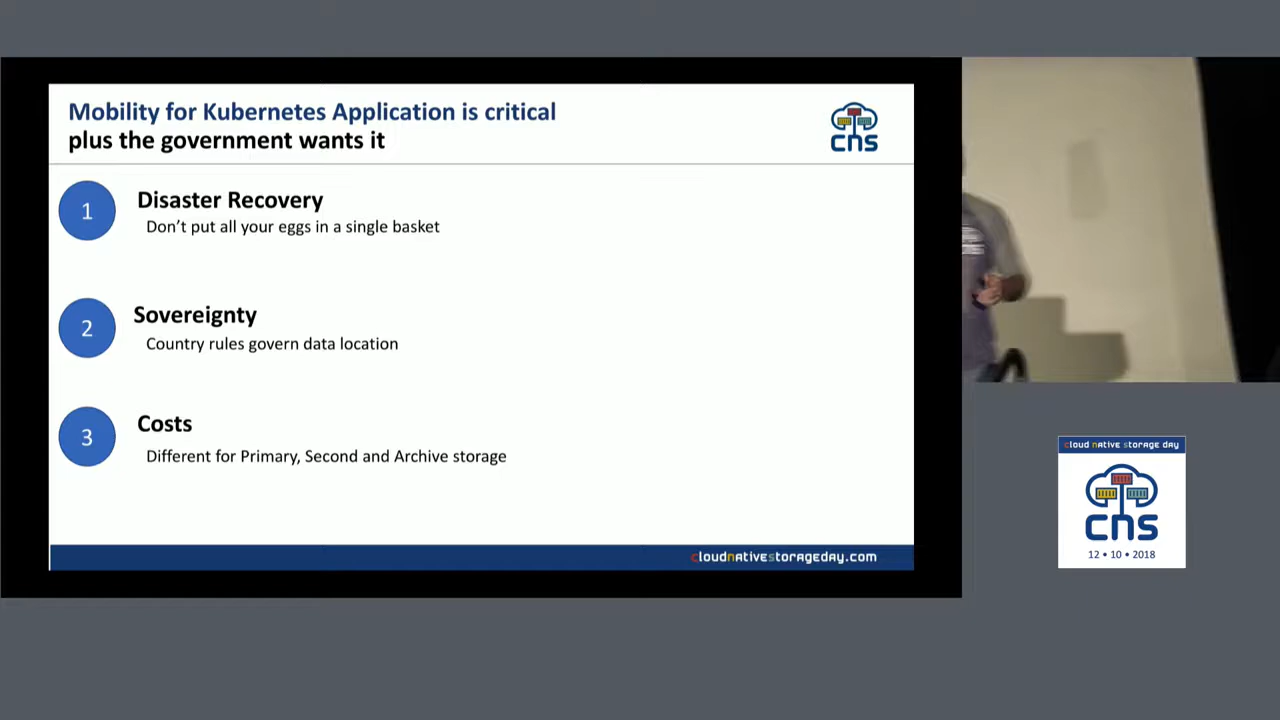 Mobility for Kubernetes Application is critical
plus the government wants it
cns
1
Disaster Recovery
Don't put all your eggs in a single basket
2
Sovereignty
Country rules govern data location
3
Costs
Different for Primary, Second and Archive storage
cloudnativestorageday.com
cloud native storage day
cns
12 • 10 • 2018